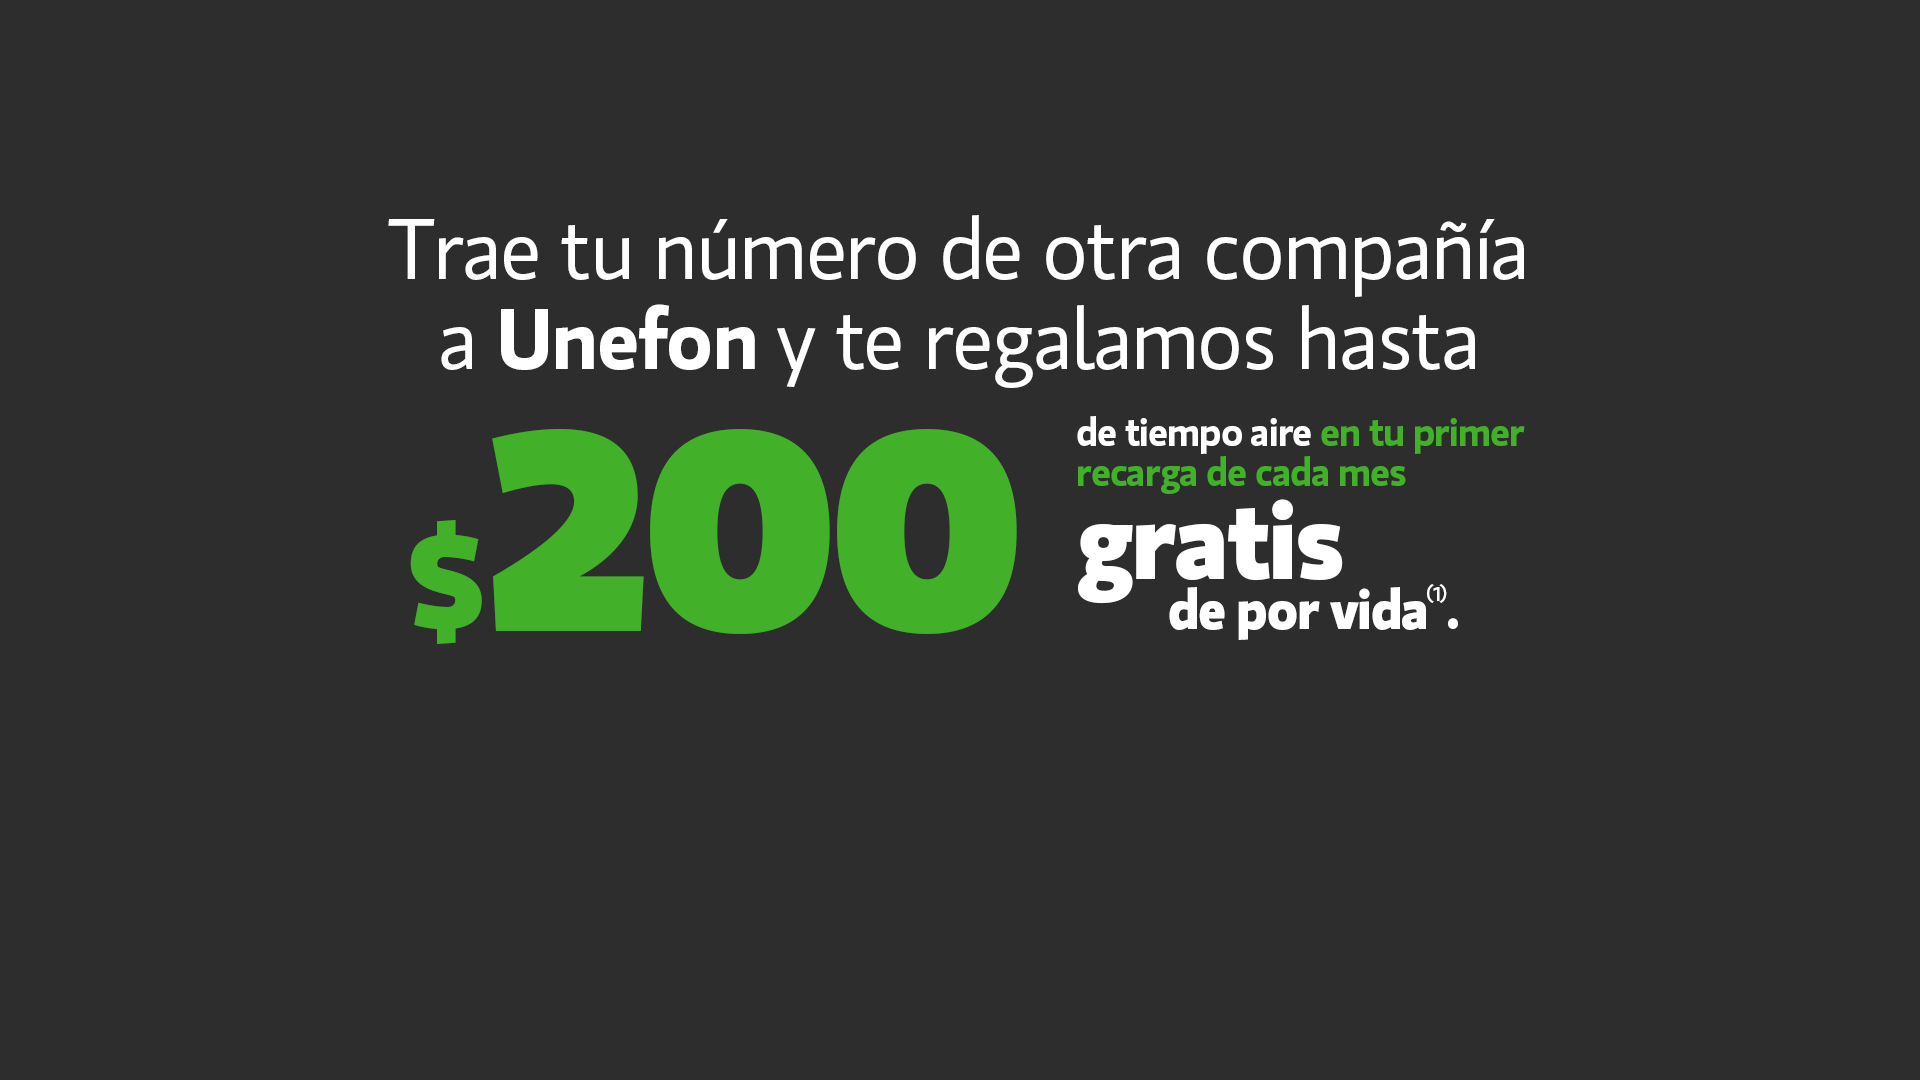 Trae tu número de otra compañía
a Unefon y te regalamos hasta
$200
de tiempo aire en tu primer
recarga de cada mes
gratis
de por vida(1).